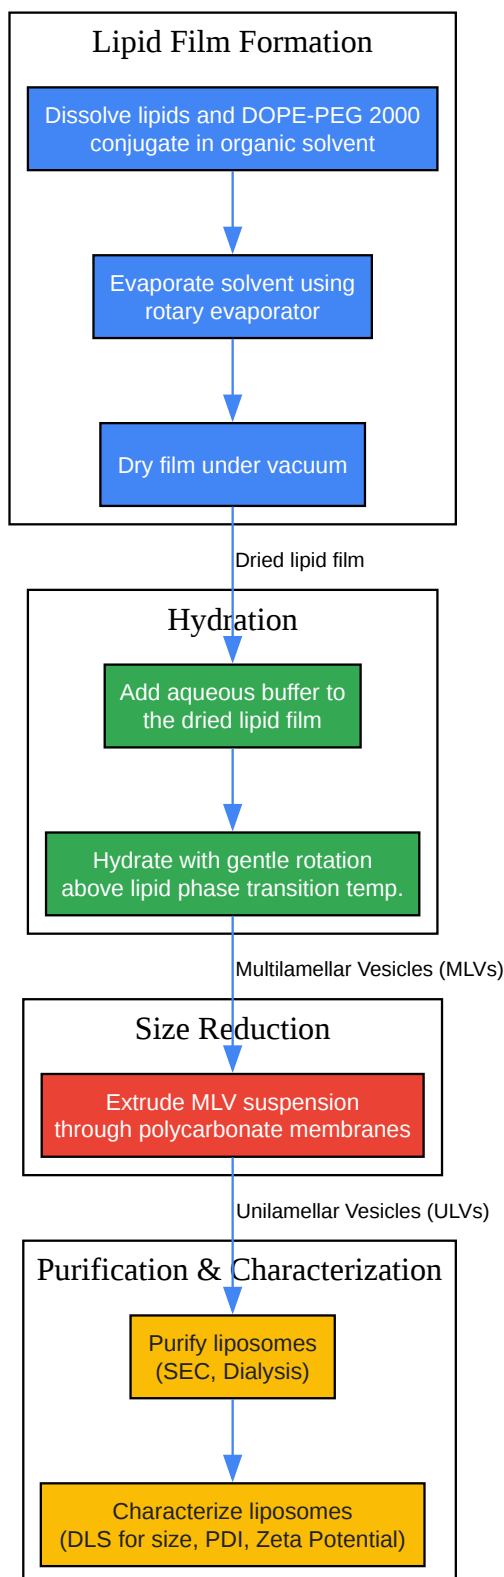 Lipid Film Formation
Dissolve lipids and DOPE-PEG 2000
conjugate in organic solvent
Evaporate solvent using
rotary evaporator
Dry film under vacuum
Dried lipid film
Hydration
Add aqueous buffer to
the dried lipid film
Hydrate with gentle rotation
above lipid phase transition temp.
Multilamellar Vesicles (MLVs)
Size Reduction
Extrude MLV suspension
through polycarbonate membranes
Unilamellar Vesicles (ULVs)
Purification & Characterization
Purify liposomes
(SEC, Dialysis)
Characterize liposomes
(DLS for size, PDI, Zeta Potential)